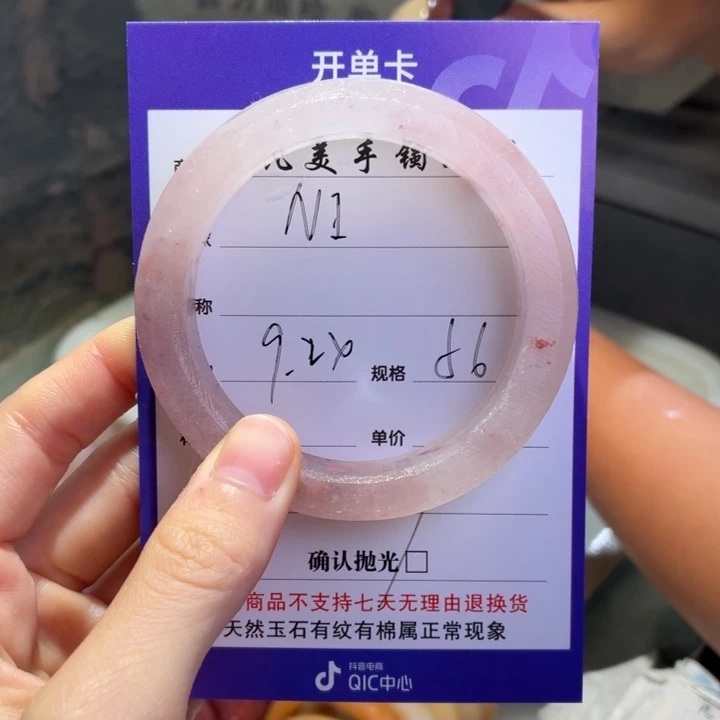 开单卡
美手镯
N1
称
规格 56
单价
确认抛光□
商品不支持七天无理由退换货
天然玉石有纹有棉属正常现象
抖音电商
QIC中心